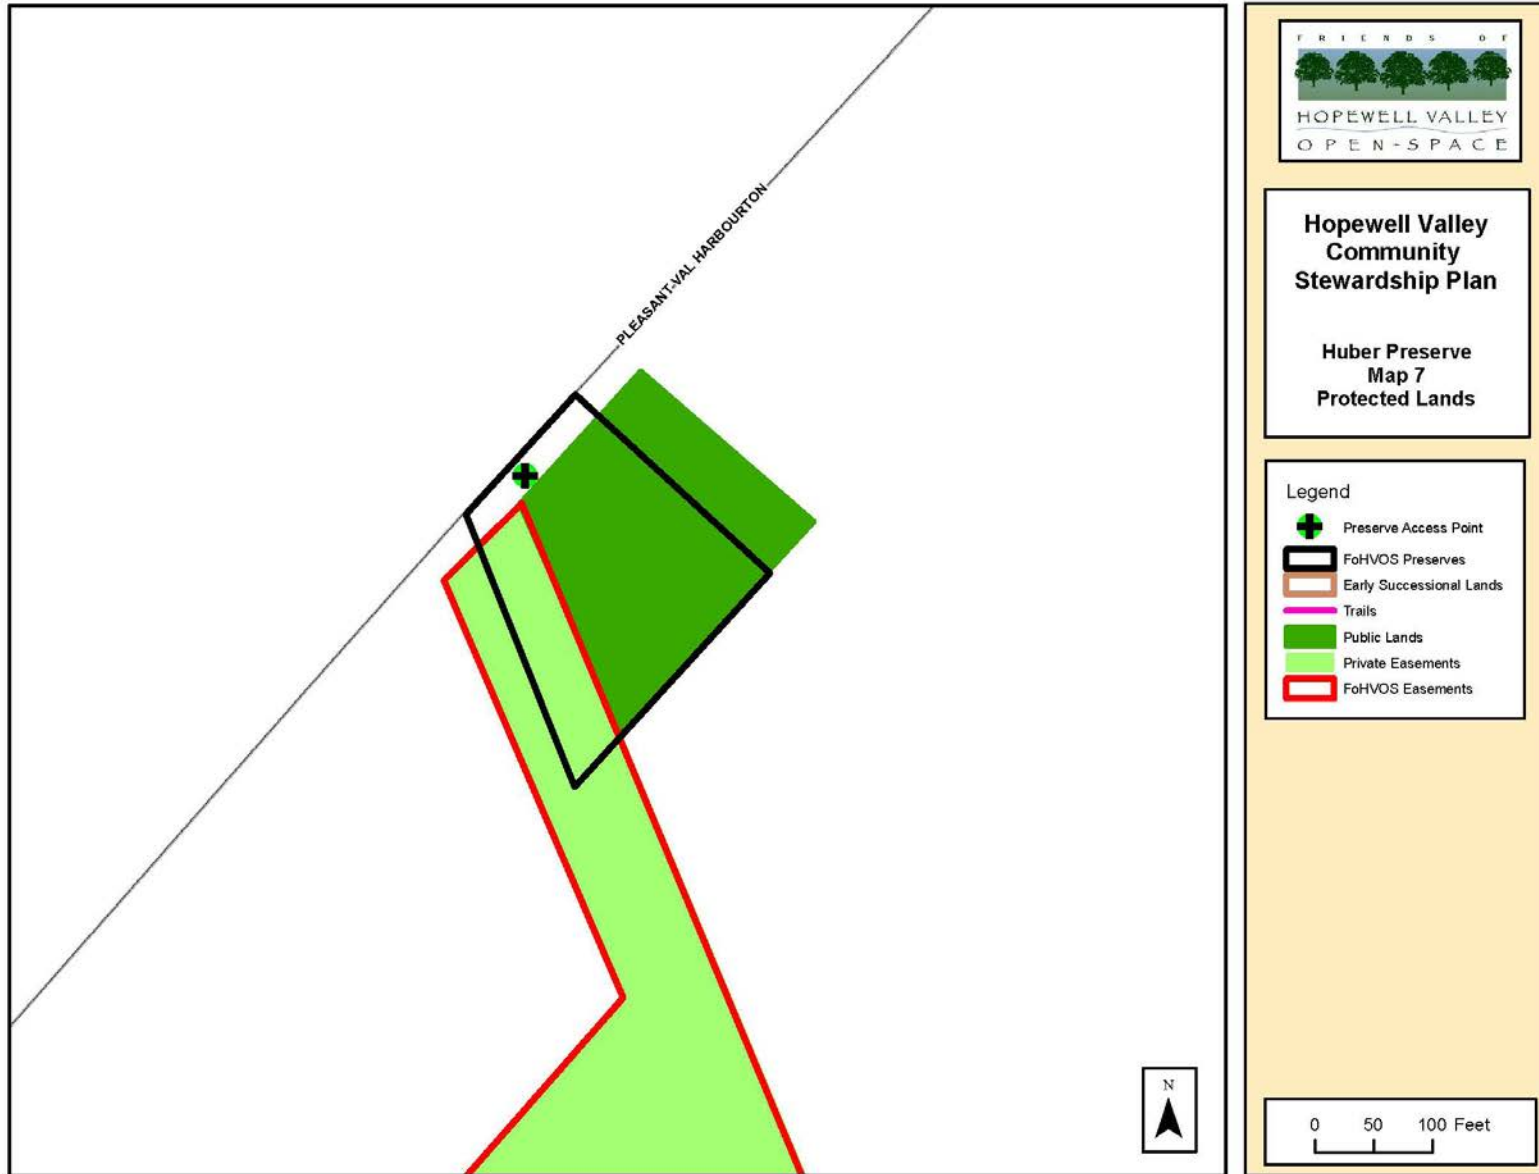 PLEASANT-VAL HARBOURTON
N
FRIENDS OF
HOPEWELL VALLEY
OPEN-SPACE
Hopewell Valley
Community
Stewardship Plan
Huber Preserve
Map 7
Protected Lands
Legend
Preserve Access Point
FoHVOS Preserves
Early Successional Lands
Trails
Public Lands
Private Easements
FoHVOS Easements
0 50 100 Feet